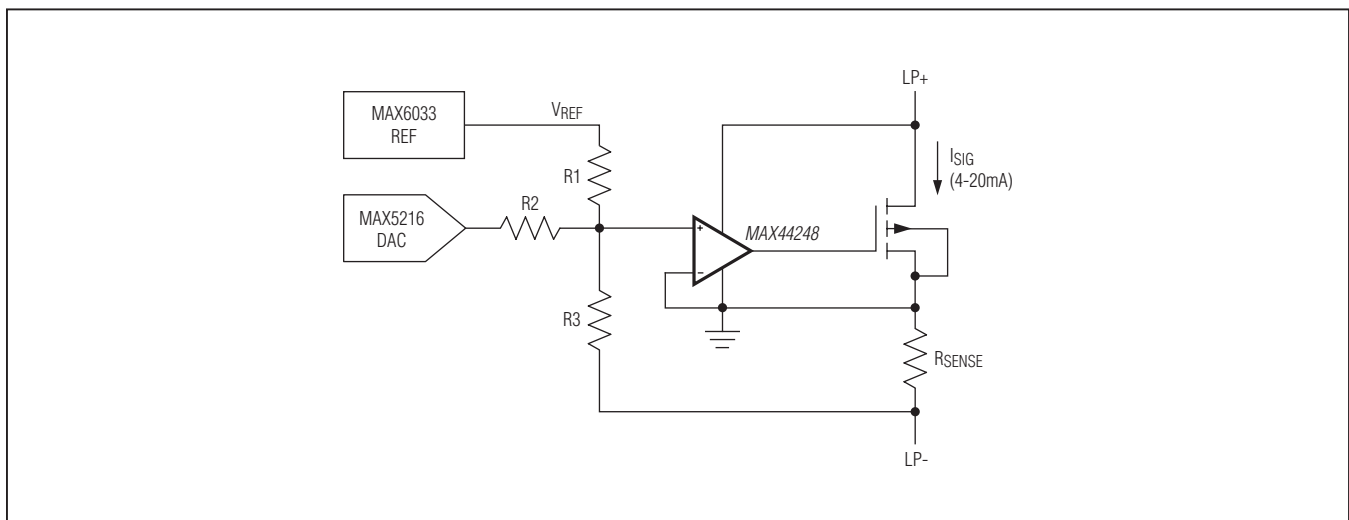 LP+
MAX6033
REF
VREF
R1
ISIG
(4-20mA)
MAX5216
DAC
R2
+
-
MAX44248
R3
RSENSE
LP-